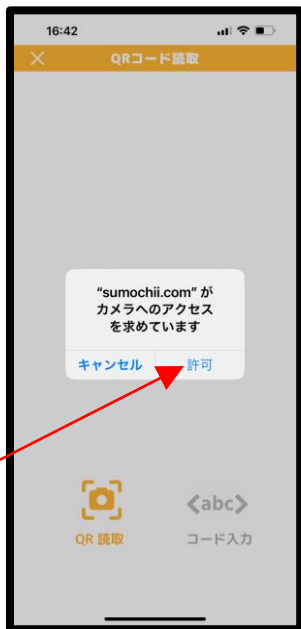 16:42
QRコード読取
"sumochii.com" が
カメラへのアクセス
を求めています
キャンセル
許可
QR 読取
<abc>
コード入力